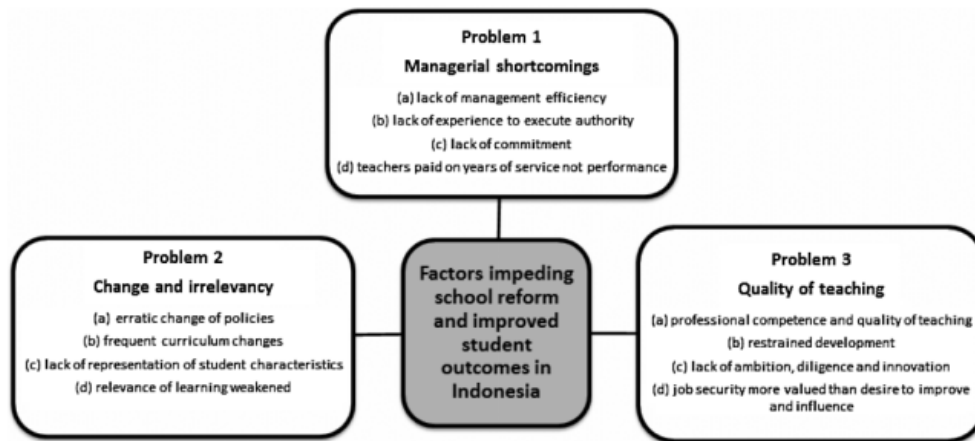 Problem 1
Managerial shortcomings
(a) lack of management efficiency
(b) lack of experience to execute authority
(c) lack of commitment
(d) teachers paid on years of service not performance
Problem 2
Change and irrelevancy
(a) erratic change of policies
(b) frequent curriculum changes
(c) lack of representation of student characteristics
(d) relevance of learning weakened
Factors impeding
school reform
and improved
student
outcomes in
Indonesia
Problem 3
Quality of teaching
(a) professional competence and quality of teaching
(b) restrained development
(c) lack of ambition, diligence and innovation
(d) job security more valued than desire to improve
and influence